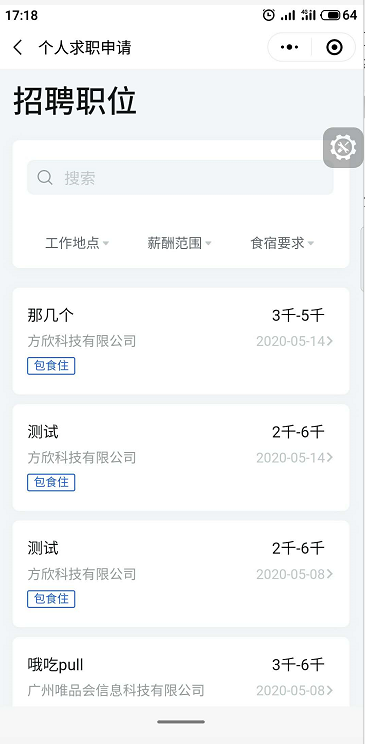 17:18 4G 64
个人求职申请
招聘职位
搜索
工作地点 薪酬范围 食宿要求
那几个 3千-5千
方欣科技有限公司 2020-05-14
包食住
测试 2千-6千
方欣科技有限公司 2020-05-14
包食住
测试 2千-6千
方欣科技有限公司 2020-05-08
包食住
哦吃pull 3千-6千
广州唯品会信息科技有限公司 2020-05-08